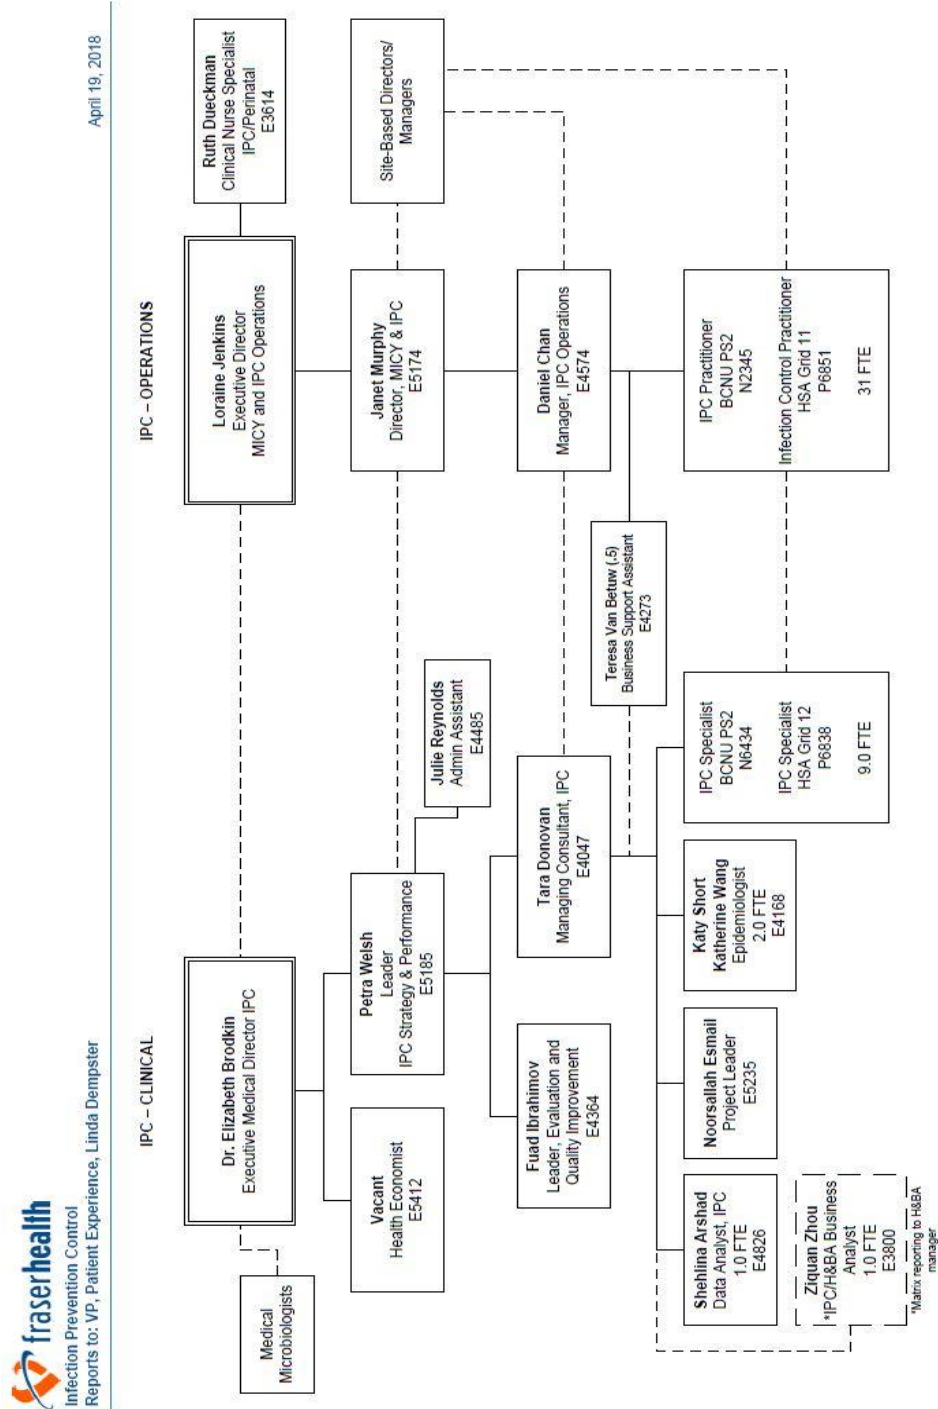 fraserhealth
Infection Prevention Control
Reports to: VP, Patient Experience, Linda Dempster
April 19, 2018
IPC – CLINICAL
IPC – OPERATIONS
Medical
Microbiologists
Dr. Elizabeth Brodkin
Executive Medical Director IPC
Loraine Jenkins
Executive Director
MICY and IPC Operations
Ruth Dueckman
Clinical Nurse Specialist
IPC/Perinatal
E3614
Vacant
Health Economist
E5412
Petra Welsh
Leader
IPC Strategy & Performance
E5185
Julie Reynolds
Admin Assistant
E4485
Janet Murphy
Director, MICY & IPC
E5174
Site-Based Directors/
Managers
Fuad Ibrahimov
Leader, Evaluation and
Quality Improvement
E4364
Tara Donovan
Managing Consultant, IPC
E4047
Daniel Chan
Manager, IPC Operations
E4574
Teresa Van Betuw (.5)
Business Support Assistant
E4273
Shehlina Arshad
Data Analyst, IPC
1.0 FTE
E4826
Noorsallah Esmail
Project Leader
E5235
Katy Short
Katherine Wang
Epidemiologist
2.0 FTE
E4168
IPC Specialist
BCNU PS2
N6434
IPC Specialist
HSA Grid 12
P6838
9.0 FTE
IPC Practitioner
BCNU PS2
N2345
Infection Control Practitioner
HSA Grid 11
P6851
31 FTE
Ziquan Zhou
*IPC/H&BA Business
Analyst
1.0 FTE
E3800
*Matrix reporting to H&BA
manager